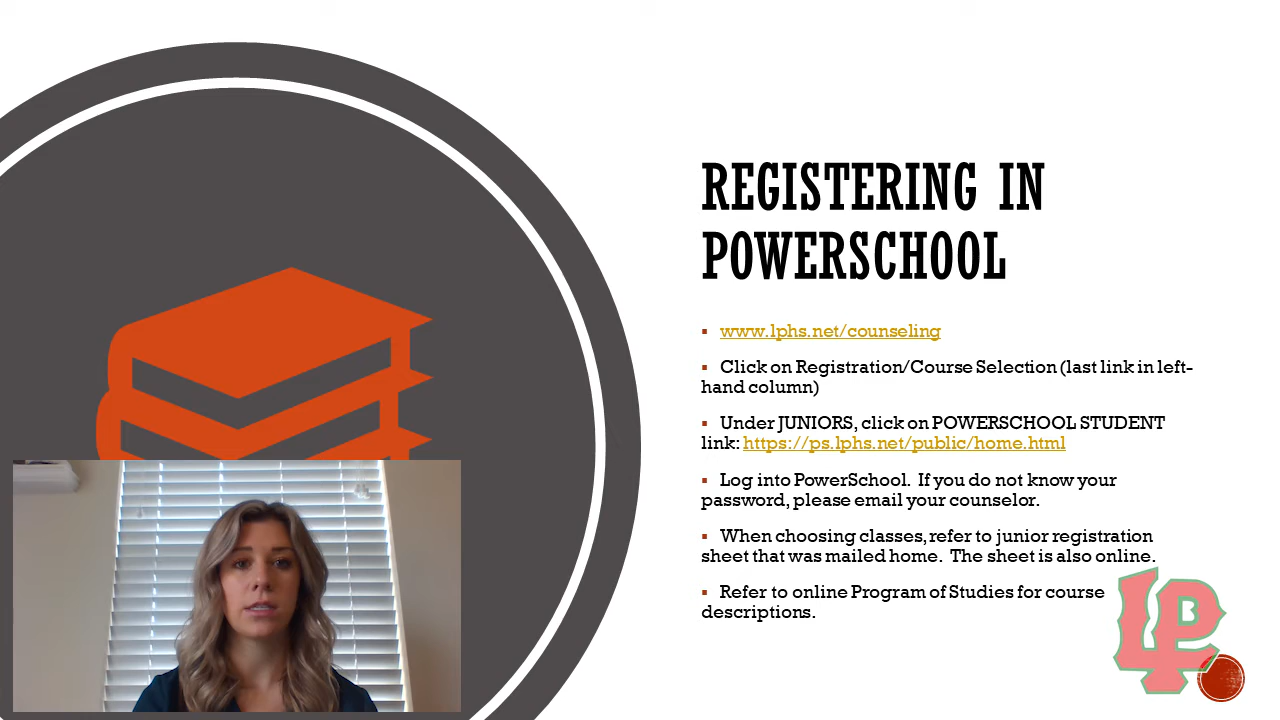 REGISTERING IN
POWERSCHOOL
▪ www.lphs.net/counseling
▪ Click on Registration/Course Selection (last link in left-
hand column)
▪ Under JUNIORS, click on POWERSCHOOL STUDENT
link: https://ps.lphs.net/public/home.html
▪ Log into PowerSchool. If you do not know your
password, please email your counselor.
▪ When choosing classes, refer to junior registration
sheet that was mailed home. The sheet is also online.
▪ Refer to online Program of Studies for course
descriptions.
LP